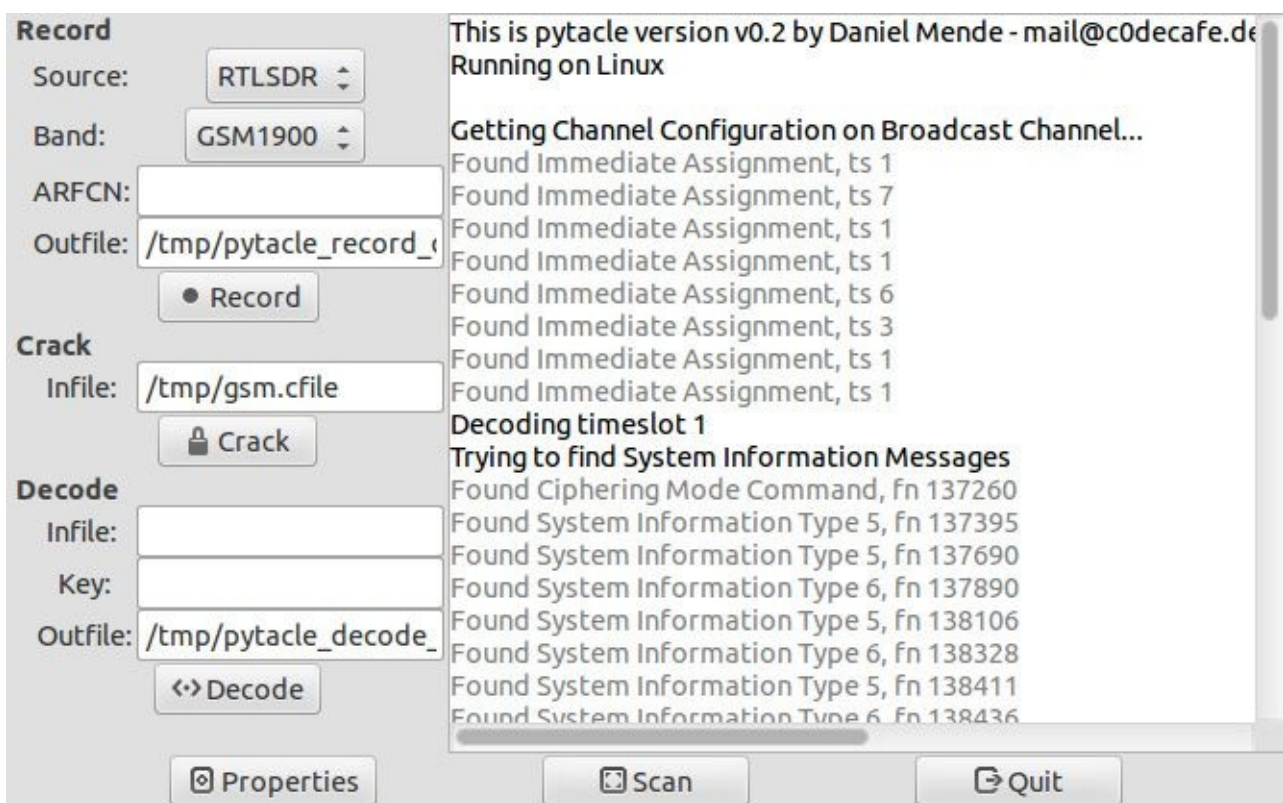 Record
Source: RTLSDR
Band: GSM1900
ARFCN:
Outfile: /tmp/pytacle_record_
Record
Crack
Infile: /tmp/gsm.cfile
Crack
Decode
Infile:
Key:
Outfile: /tmp/pytacle_decode_
Decode
This is pytacle version v0.2 by Daniel Mende - mail@c0decafe.de
Running on Linux
Getting Channel Configuration on Broadcast Channel...
Found Immediate Assignment, ts 1
Found Immediate Assignment, ts 7
Found Immediate Assignment, ts 1
Found Immediate Assignment, ts 1
Found Immediate Assignment, ts 6
Found Immediate Assignment, ts 3
Found Immediate Assignment, ts 1
Found Immediate Assignment, ts 1
Decoding timeslot 1
Trying to find System Information Messages
Found Ciphering Mode Command, fn 137260
Found System Information Type 5, fn 137395
Found System Information Type 5, fn 137690
Found System Information Type 6, fn 137890
Found System Information Type 5, fn 138106
Found System Information Type 6, fn 138328
Found System Information Type 5, fn 138411
Found System Information Type 6, fn 138436
Properties Scan Quit